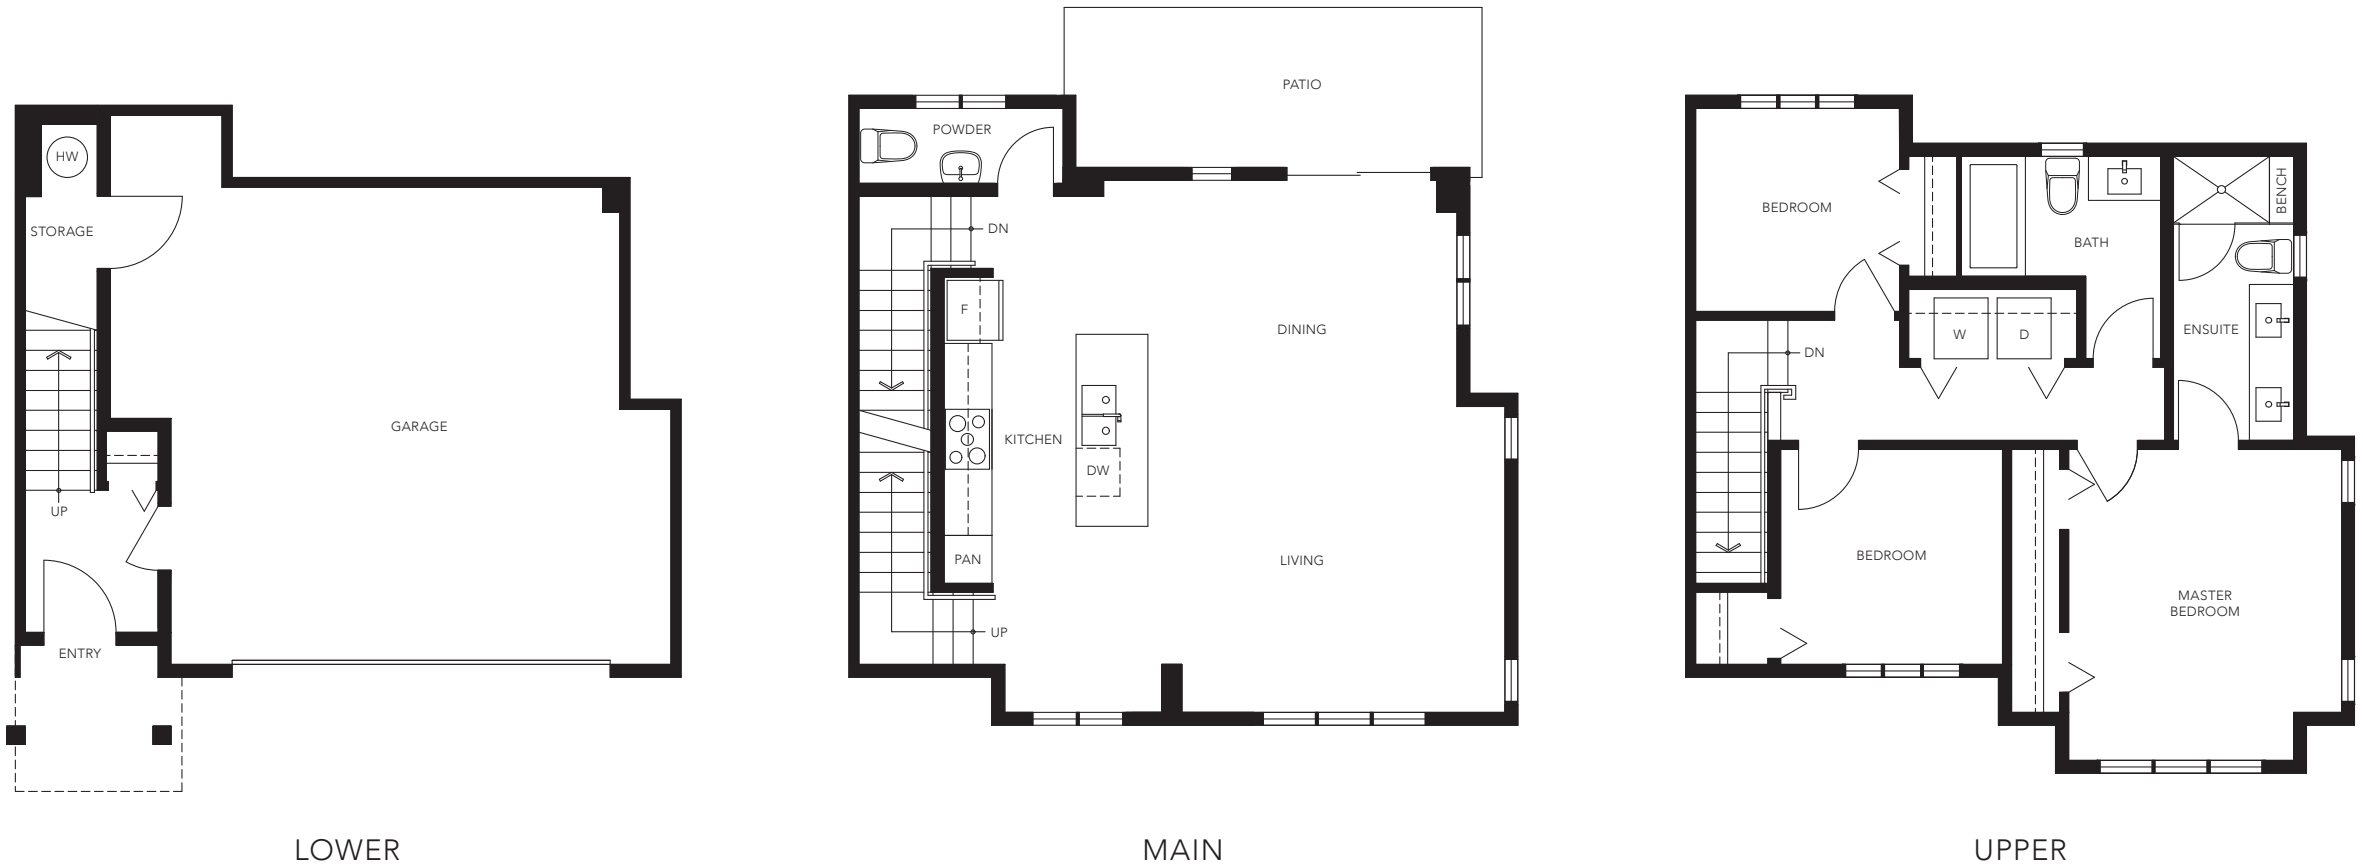 HW
STORAGE
GARAGE
UP
ENTRY
LOWER
PATIO
POWDER
DN
F
DINING
KITCHEN
DW
PAN
LIVING
UP
MAIN
BEDROOM
BENCH
BATH
W
D
ENSUITE
DN
BEDROOM
MASTER
BEDROOM
UPPER